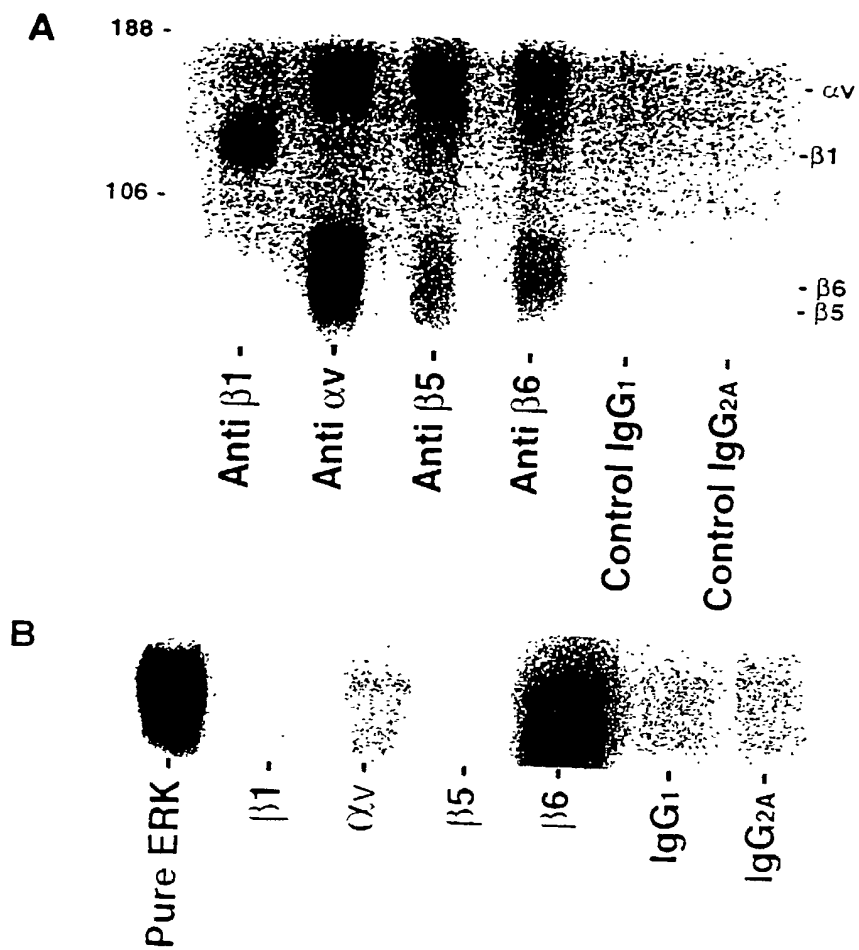 A
188 -
106 -
- αv
-β1
- β6
- β5
Anti β1 -
Anti αv -
Anti β5 -
Anti β6 -
Control IgG1 -
Control IgG2A -
B
Pure ERK -
β1 -
αv -
β5 -
β6 -
IgG1 -
IgG2A -